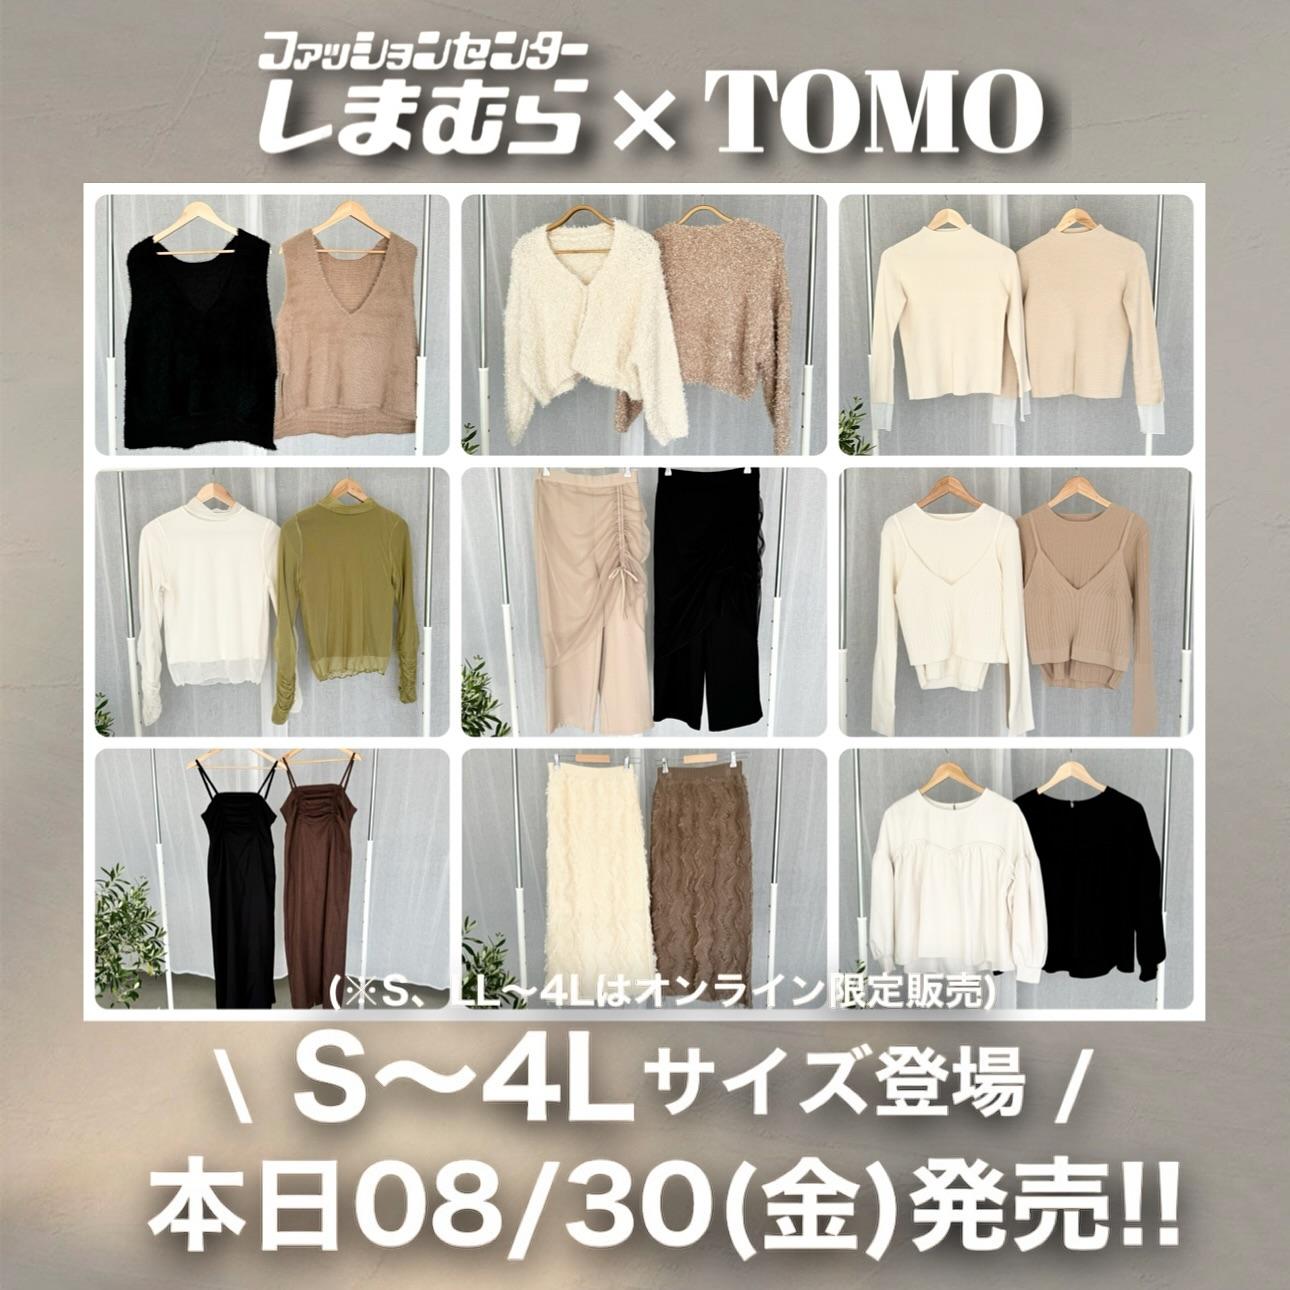 ファッションセンター
しまむら×TOMO
(※S、LL〜4Lはオンライン限定販売)
\ S〜4Lサイズ登場 /
本日08/30(金)発売!!